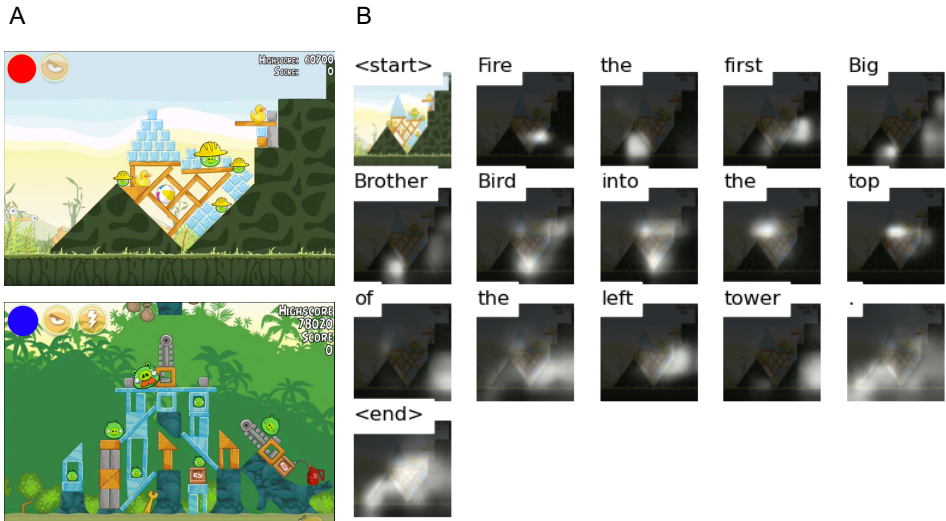 A
B
HIGHSCORE: 60700
SCORE: 0
HIGHSCORE
78020
SCORE
0
<start> Fire the first Big
Brother Bird into the top
of the left tower .
<end>